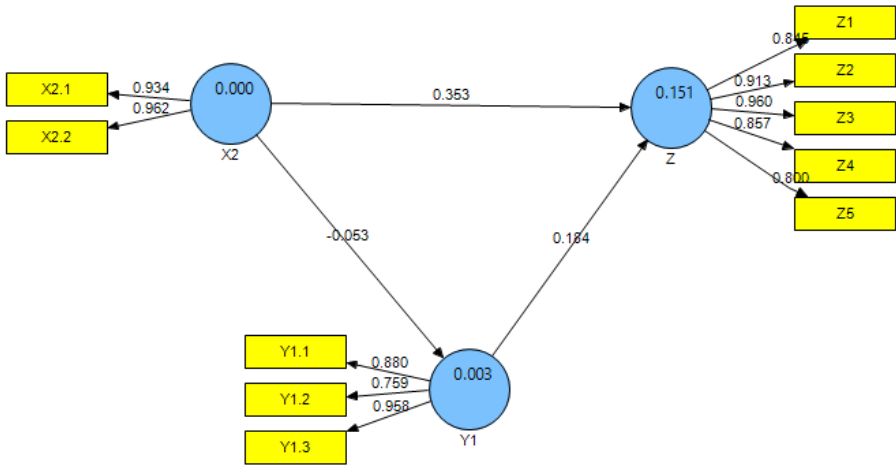 Z1
0.845
0.000
X2.1
0.934
0.913
Z2
0.151
0.353
0.960
Z3
0.962
X2.2
0.857
X2
Z
Z4
0.800
Z5
-0.053
0.184
Y1.1
0.880
0.003
0.759
Y1.2
0.958
Y1.3
Y1